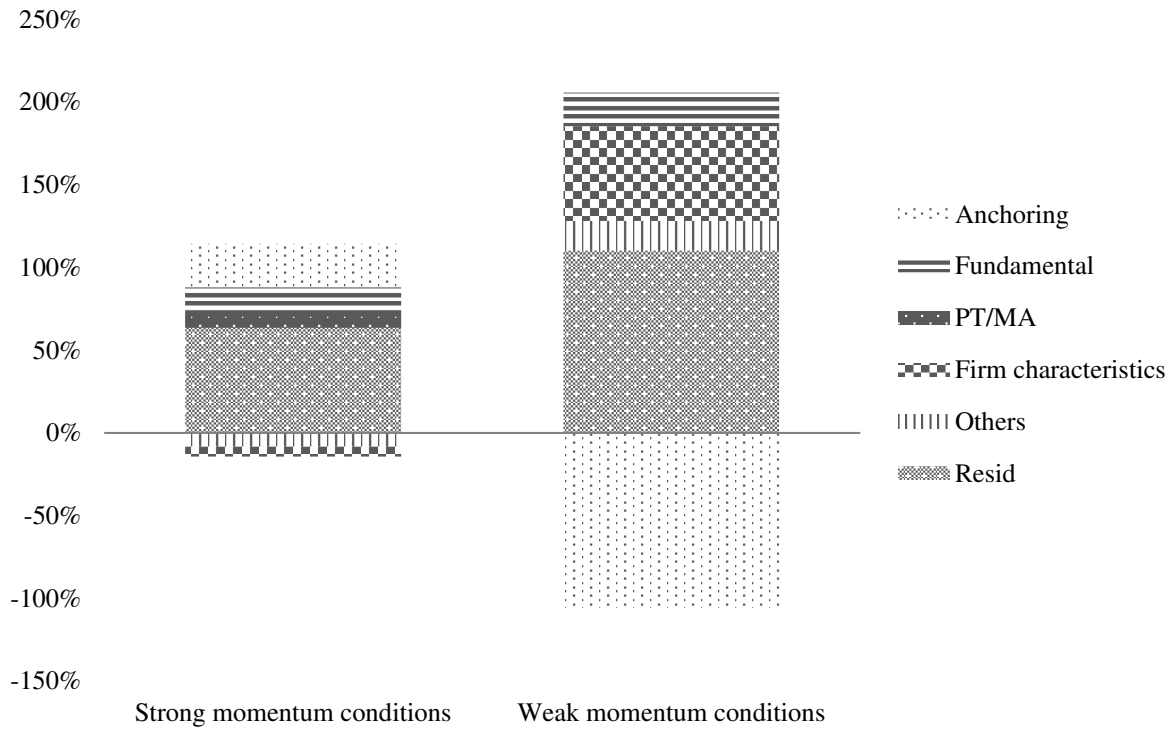 250%
200%
150%
100%
50%
0%
-50%
-100%
-150%
Strong momentum conditions
Weak momentum conditions
Anchoring
Fundamental
PT/MA
Firm characteristics
Others
Resid